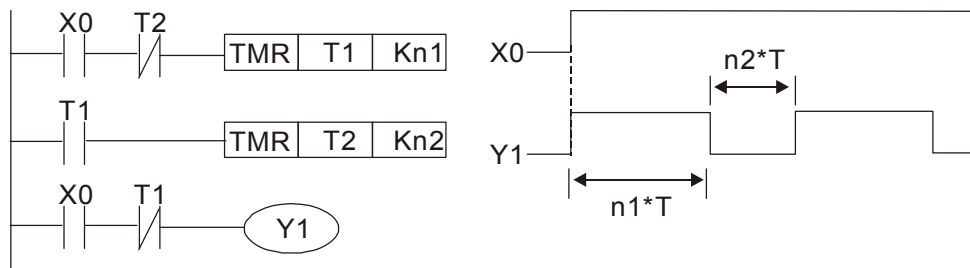 X0 T2
TMR T1 Kn1
T1
TMR T2 Kn2
X0 T1
Y1
X0
n2*T
Y1
n1*T